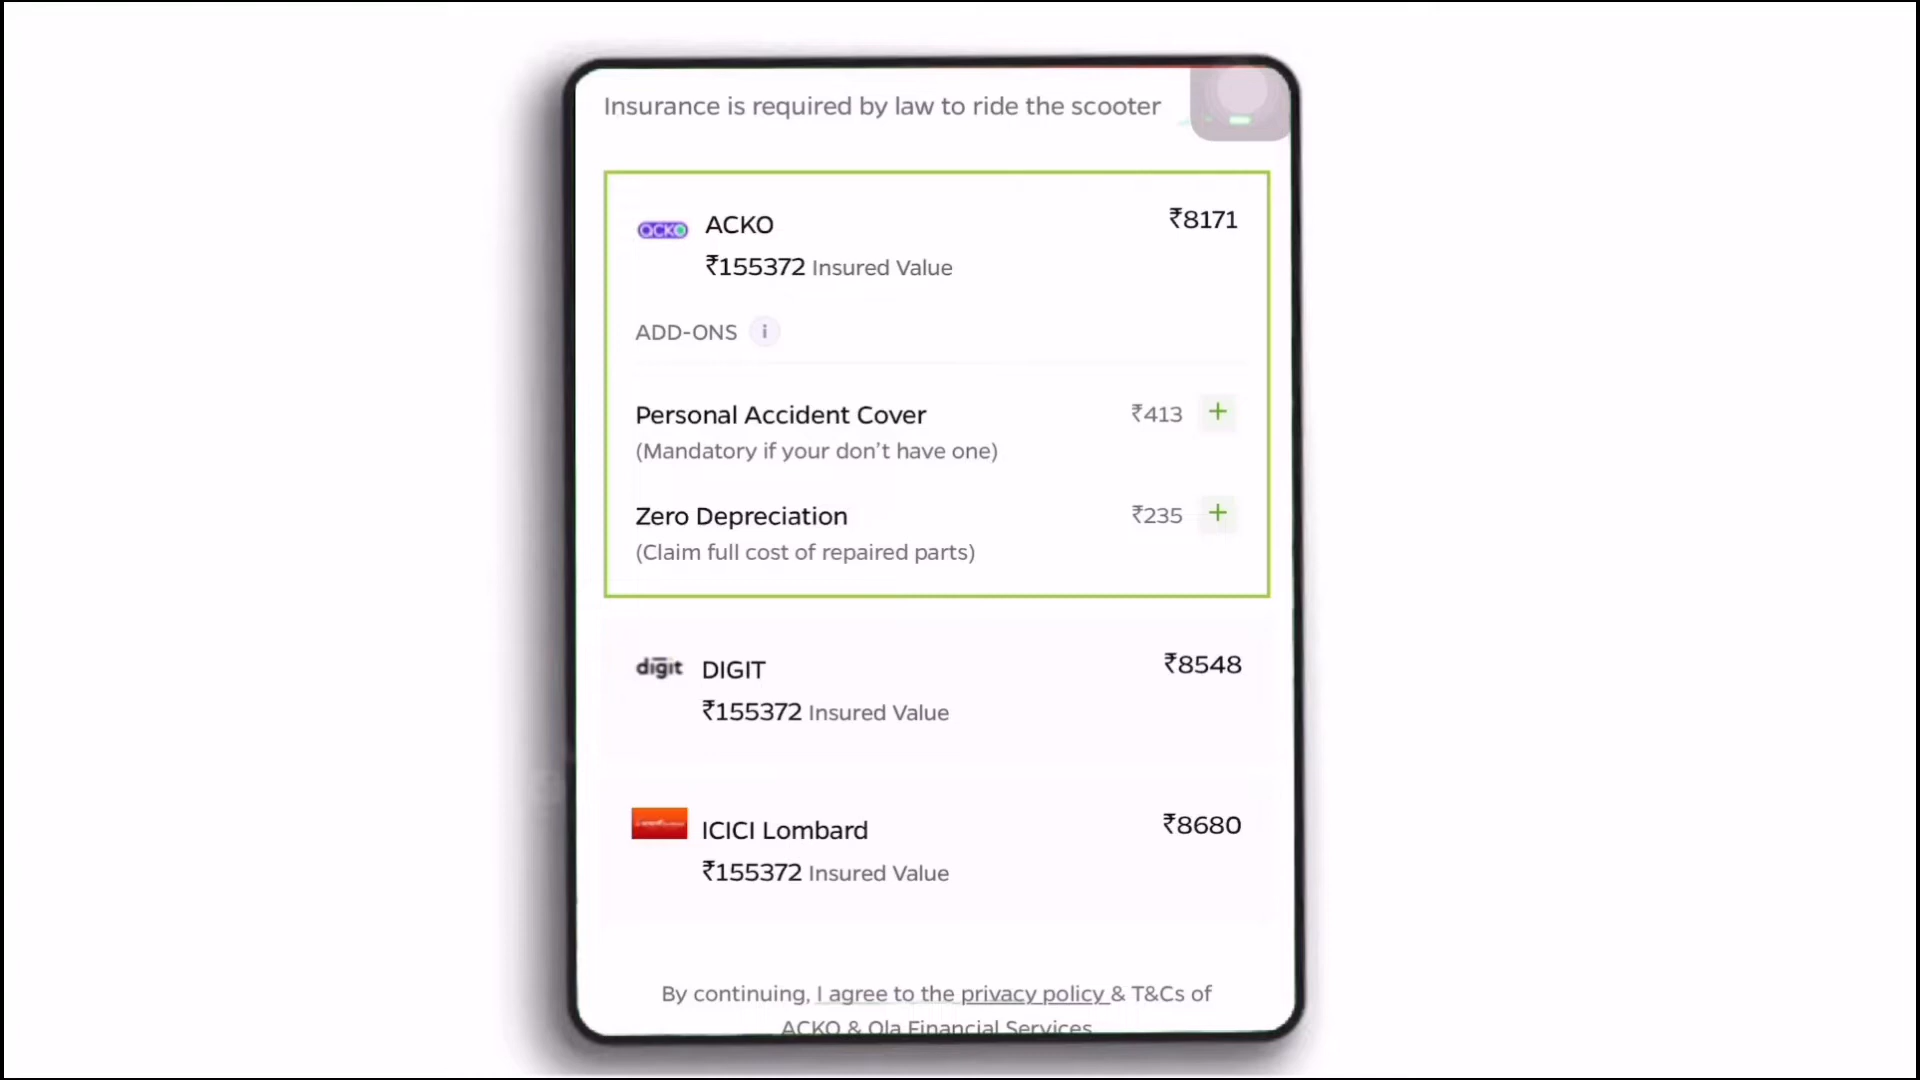 Insurance is required by law to ride the scooter
acko ACKO ₹8171
₹155372 Insured Value
ADD-ONS i
Personal Accident Cover ₹413 +
(Mandatory if your don’t have one)
Zero Depreciation ₹235 +
(Claim full cost of repaired parts)
digit DIGIT ₹8548
₹155372 Insured Value
ICICI Lombard ₹8680
₹155372 Insured Value
By continuing, I agree to the privacy policy & T&Cs of
ACKO & Ola Financial Services